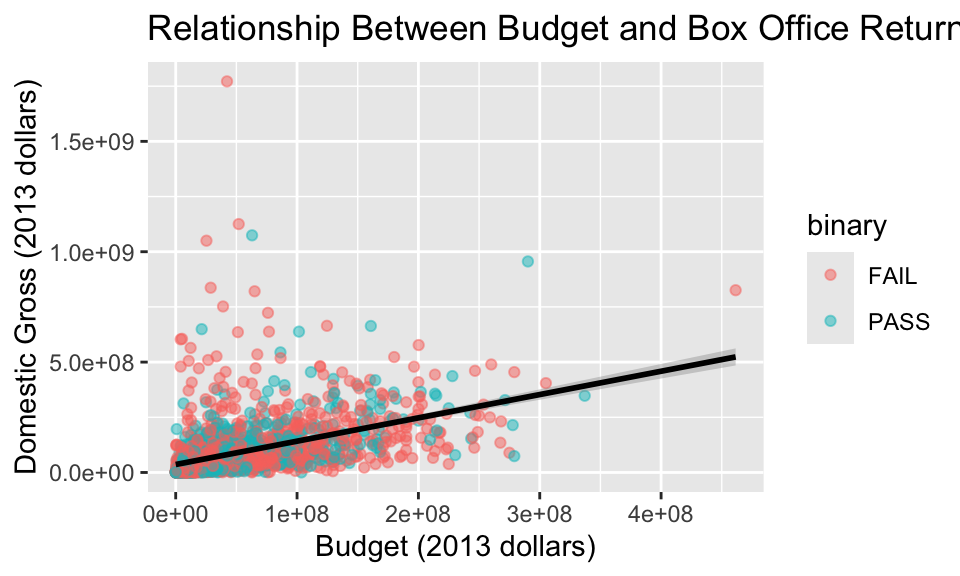 Relationship Between Budget and Box Office Return
Domestic Gross (2013 dollars)
1.5e+09
1.0e+09
5.0e+08
0.0e+00
0e+00 1e+08 2e+08 3e+08 4e+08
Budget (2013 dollars)
binary
FAIL
PASS